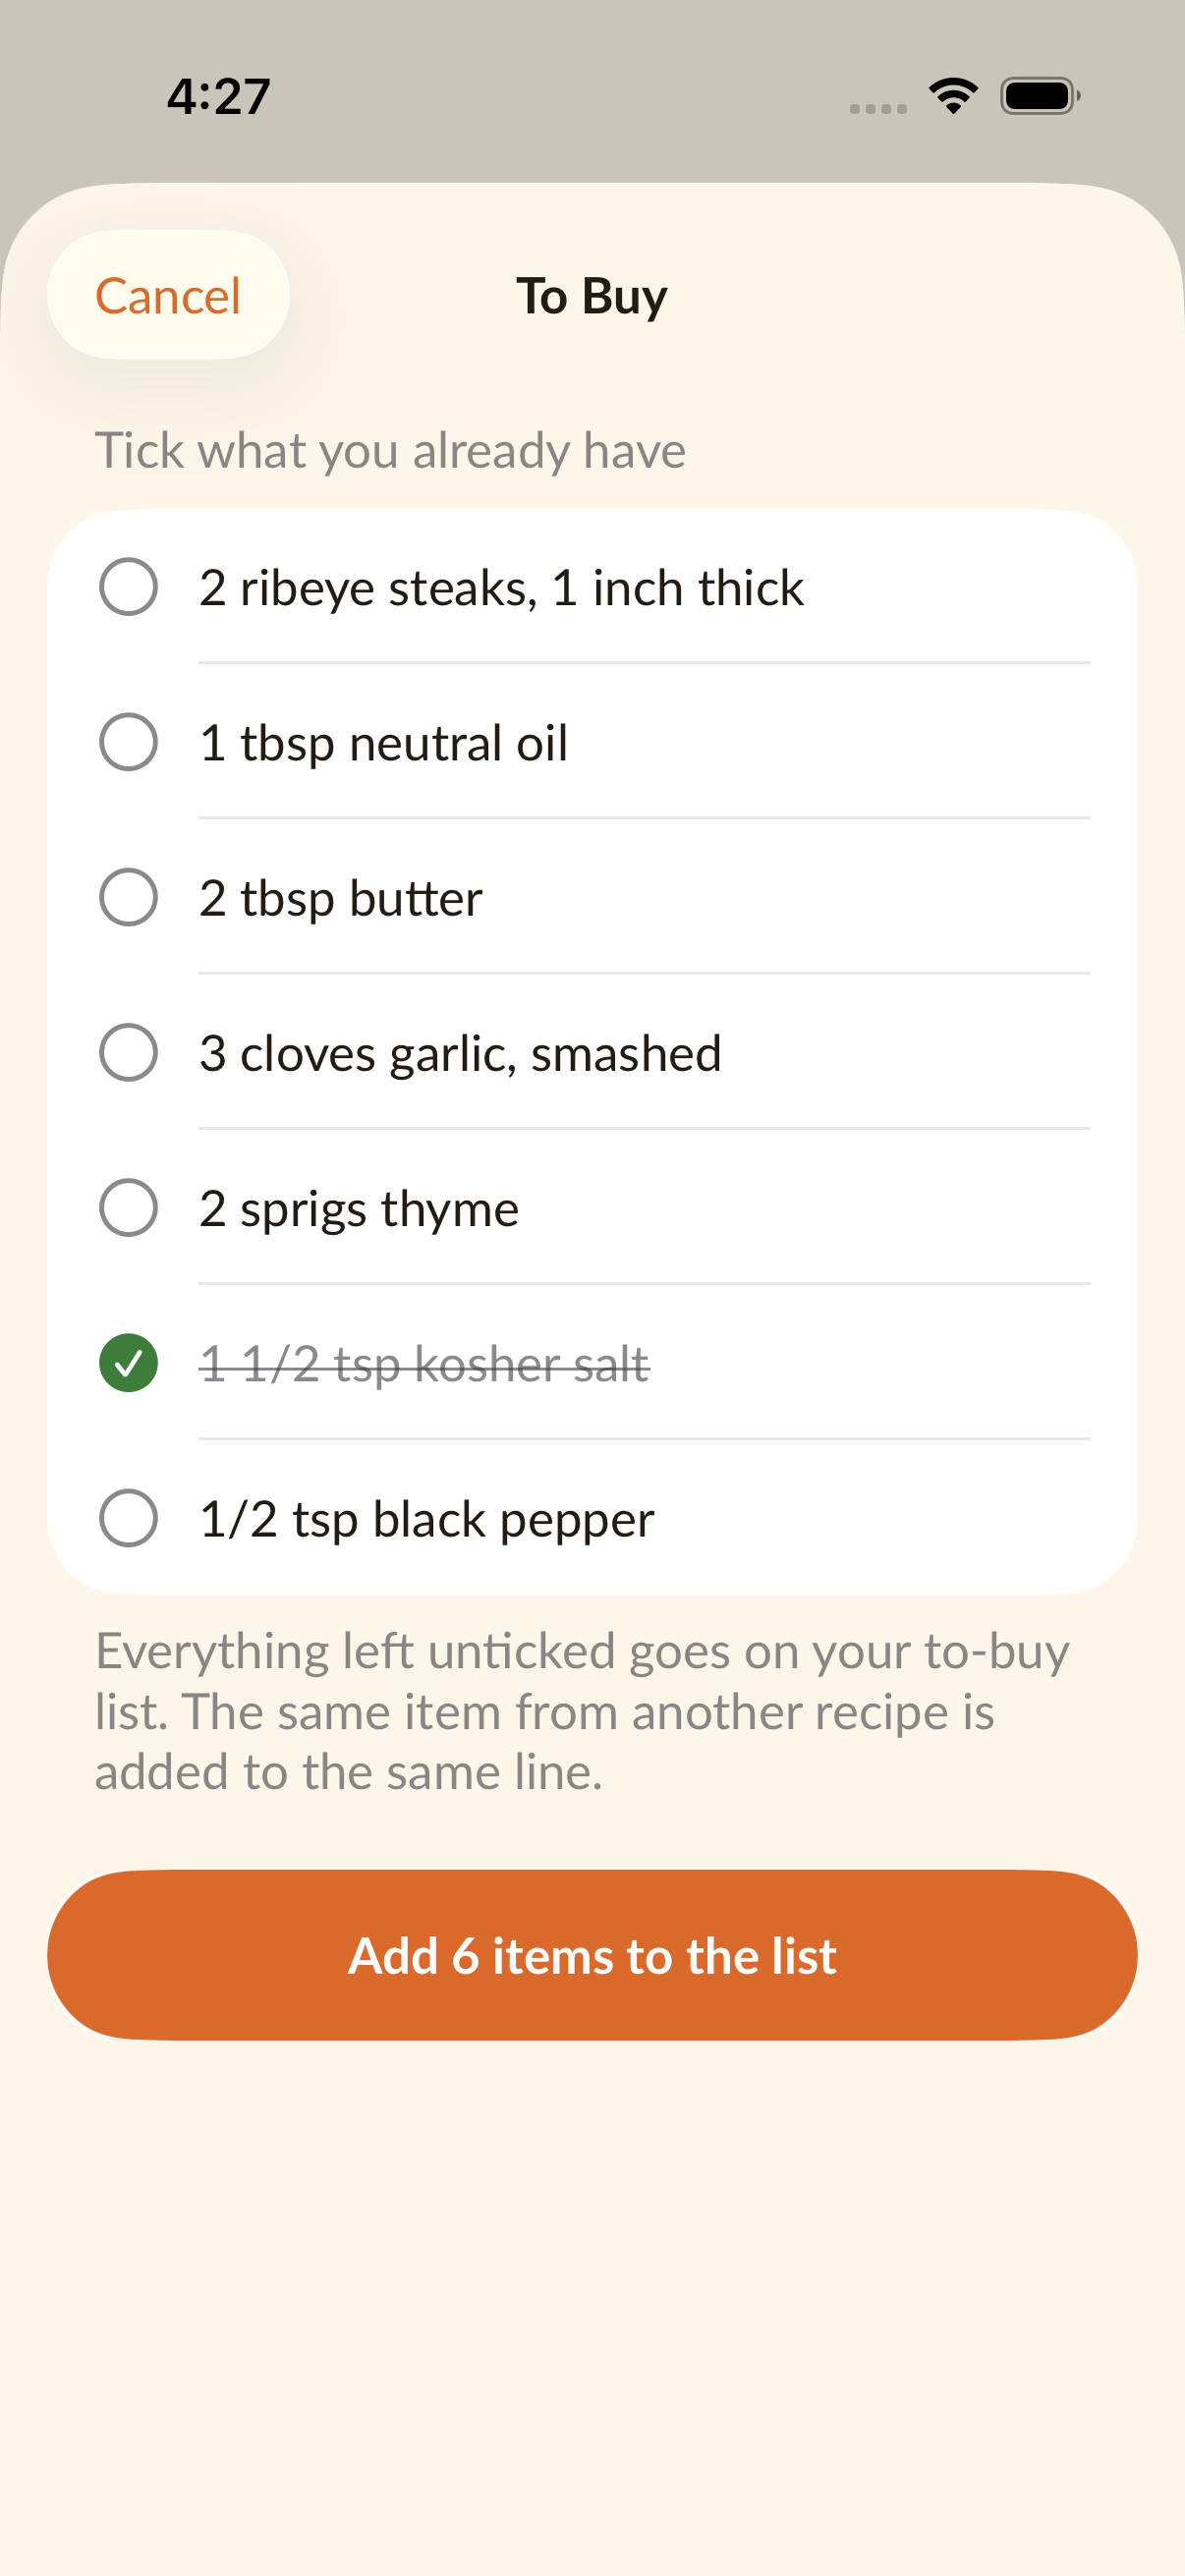 4:27
Cancel
To Buy
Tick what you already have
2 ribeye steaks, 1 inch thick
1 tbsp neutral oil
2 tbsp butter
3 cloves garlic, smashed
2 sprigs thyme
1 1/2 tsp kosher salt
1/2 tsp black pepper
Everything left unticked goes on your to-buy
list. The same item from another recipe is
added to the same line.
Add 6 items to the list